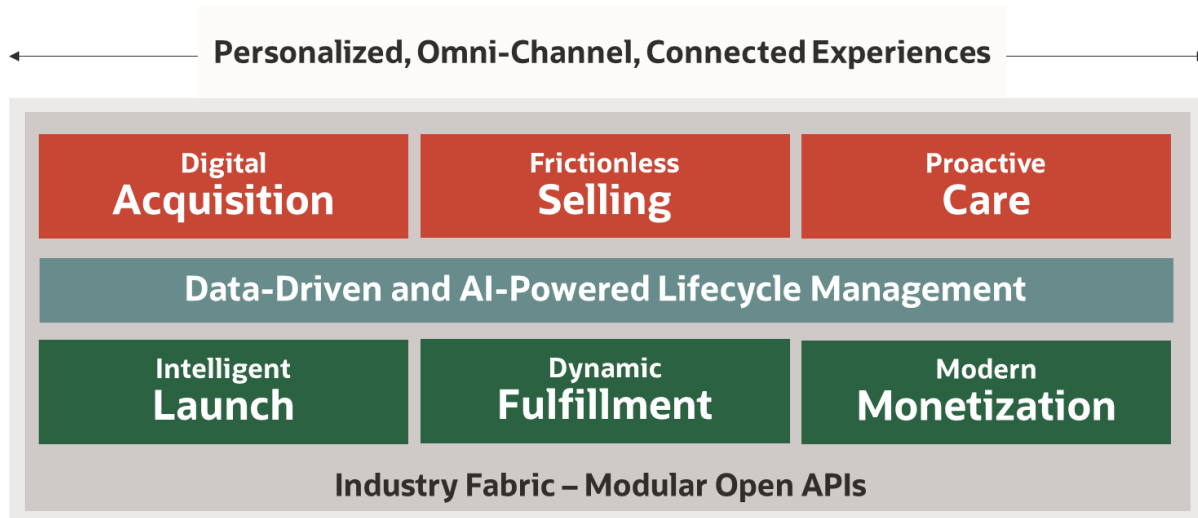 Personalized, Omni-Channel, Connected Experiences
Digital
Acquisition
Frictionless
Selling
Proactive
Care
Data-Driven and AI-Powered Lifecycle Management
Intelligent
Launch
Dynamic
Fulfillment
Modern
Monetization
Industry Fabric – Modular Open APIs